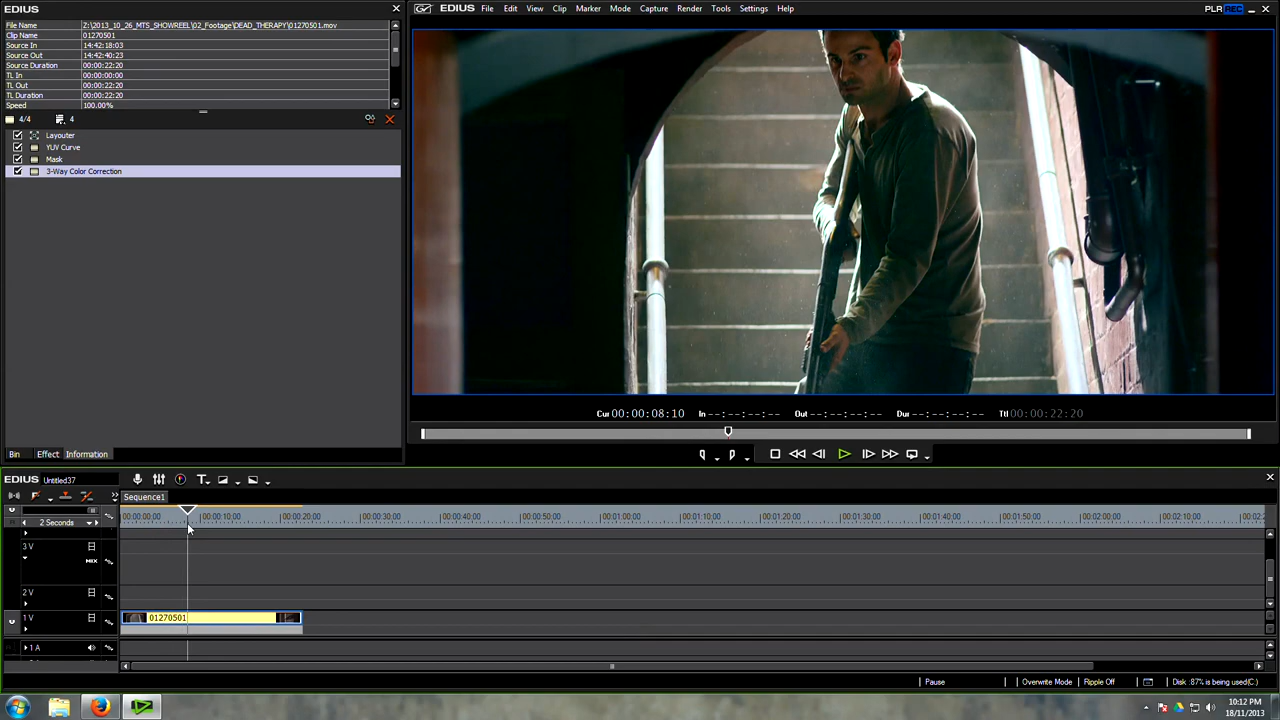 EDIUS
File Name Z:\2013_10_26_MTS_SHOWREEL\02_Footage\DEAD_THERAPY\01270501.mov
Clip Name 01270501
Source In 14:42:18:03
Source Out 14:42:40:23
Source Duration 00:00:22:20
TL In 00:00:00:00
TL Out 00:00:22:20
TL Duration 00:00:22:20
Speed 100.00%
4/4 4
Layouter
YUV Curve
Mask
3-Way Color Correction
Bin Effect Information
EDIUS File Edit View Clip Marker Mode Capture Render Tools Settings Help PLR REC
Cur 00:00:08:10 In --:--:--:-- Out --:--:--:-- Dur --:--:--:-- Ttl 00:00:22:20
EDIUS Untitled37
Sequence1
2 Seconds 00:00:00:00 00:00:10:00 00:00:20:00 00:00:30:00 00:00:40:00 00:00:50:00 00:01:00:00 00:01:10:00 00:01:20:00 00:01:30:00 00:01:40:00 00:01:50:00 00:02:00:00 00:02:10:00
3 V
MIX
2 V
1 V 01270501
1 A
Pause Overwrite Mode Ripple Off Disk :87% is being used(C:)
10:12 PM
18/11/2013